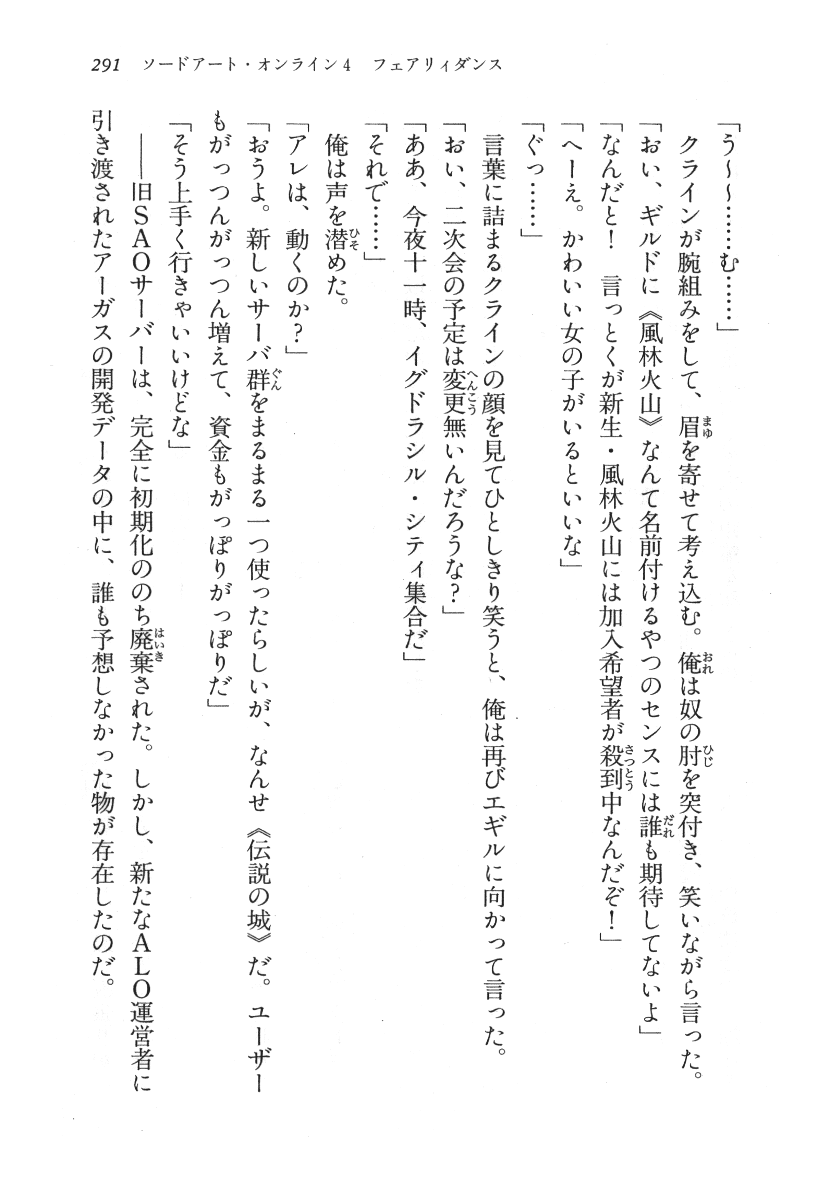 291　ソードアート・オンライン4　フェアリィダンス
「う～～……む……」
　クラインが腕組みをして、眉を寄せて考え込む。俺は奴の肘を突付き、笑いながら言った。
「おい、ギルドに《風林火山》なんて名前付けるやつのセンスには誰も期待してないよ」
「なんだと！　言っとくが新生・風林火山には加入希望者が殺到中なんだぞ！」
「へーえ。かわいい女の子がいるといいな」
「ぐっ……」
　言葉に詰まるクラインの顔を見てひとしきり笑うと、俺は再びエギルに向かって言った。
「おい、二次会の予定は変更無いんだろうな？」
「ああ、今夜十一時、イグドラシル・シティ集合だ」
「それで……」
　俺は声を潜めた。
「アレは、動くのか？」
「おうよ。新しいサーバ群をまるまる一つ使ったらしいが、なんせ《伝説の城》だ。ユーザー
もがっつんがっつん増えて、資金もがっぽりがっぽりだ」
「そう上手く行きゃいいけどな」
　――旧SAOサーバーは、完全に初期化ののち廃棄された。しかし、新たなALO運営者に
引き渡されたアーガスの開発データの中に、誰も予想しなかった物が存在したのだ。